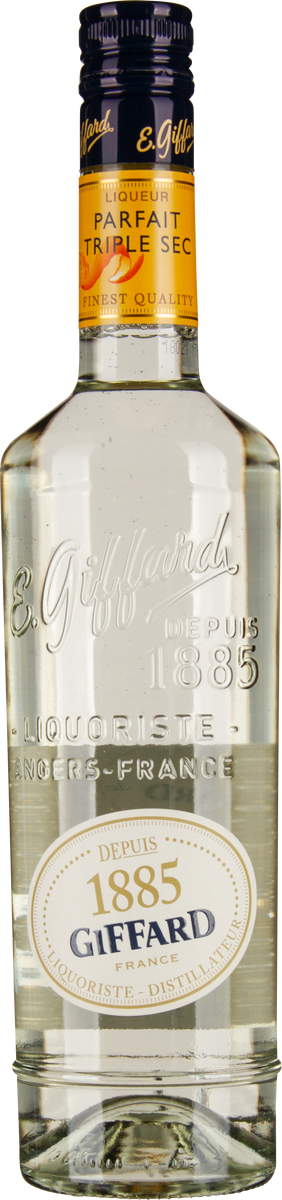 E. Giffard
LIQUEUR
PARFAIT
TRIPLE SEC
FINEST QUALITY
E. Giffard
DEPUIS
1885
- LIQUORISTE -
ANGERS-FRANCE
DEPUIS
1885
GIFFARD
FRANCE
LIQUORISTE - DISTILLATEUR